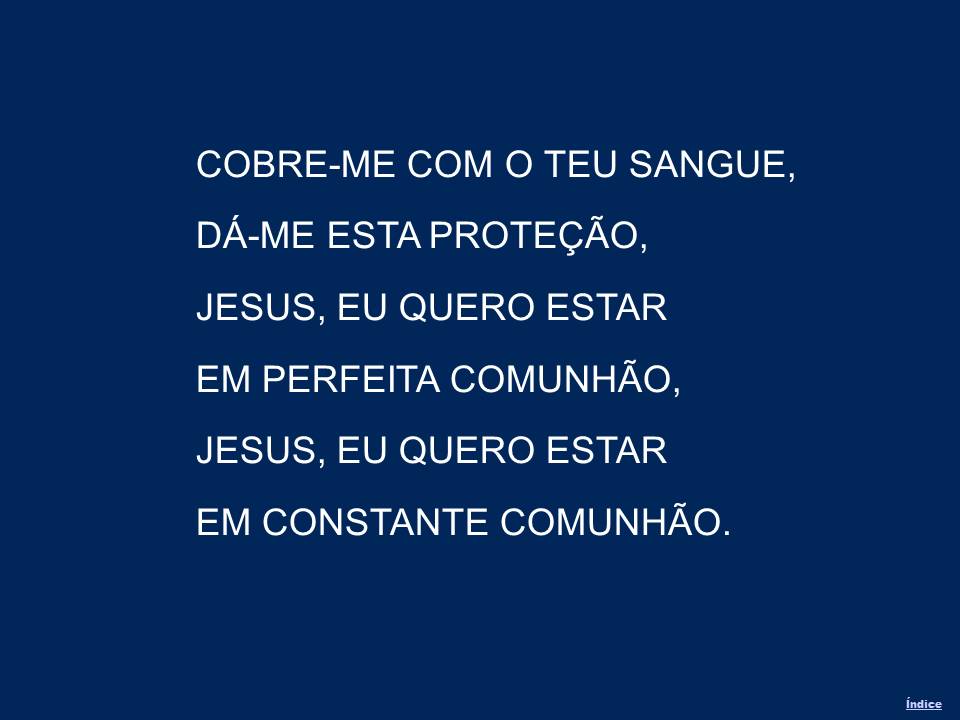 COBRE-ME COM O TEU SANGUE,
DÁ-ME ESTA PROTEÇÃO,
JESUS, EU QUERO ESTAR
EM PERFEITA COMUNHÃO,
JESUS, EU QUERO ESTAR
EM CONSTANTE COMUNHÃO.
Índice